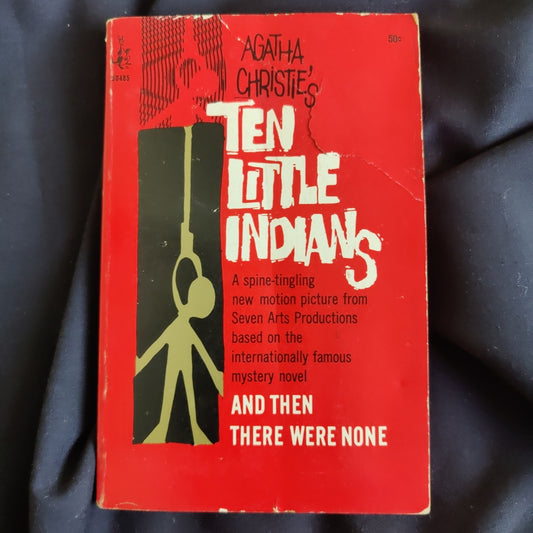 50¢
50485
AGATHA
CHRISTIE'S
TEN
LITTLE
INDIANS
A spine-tingling
new motion picture from
Seven Arts Productions
based on the
internationally famous
mystery novel
AND THEN
THERE WERE NONE